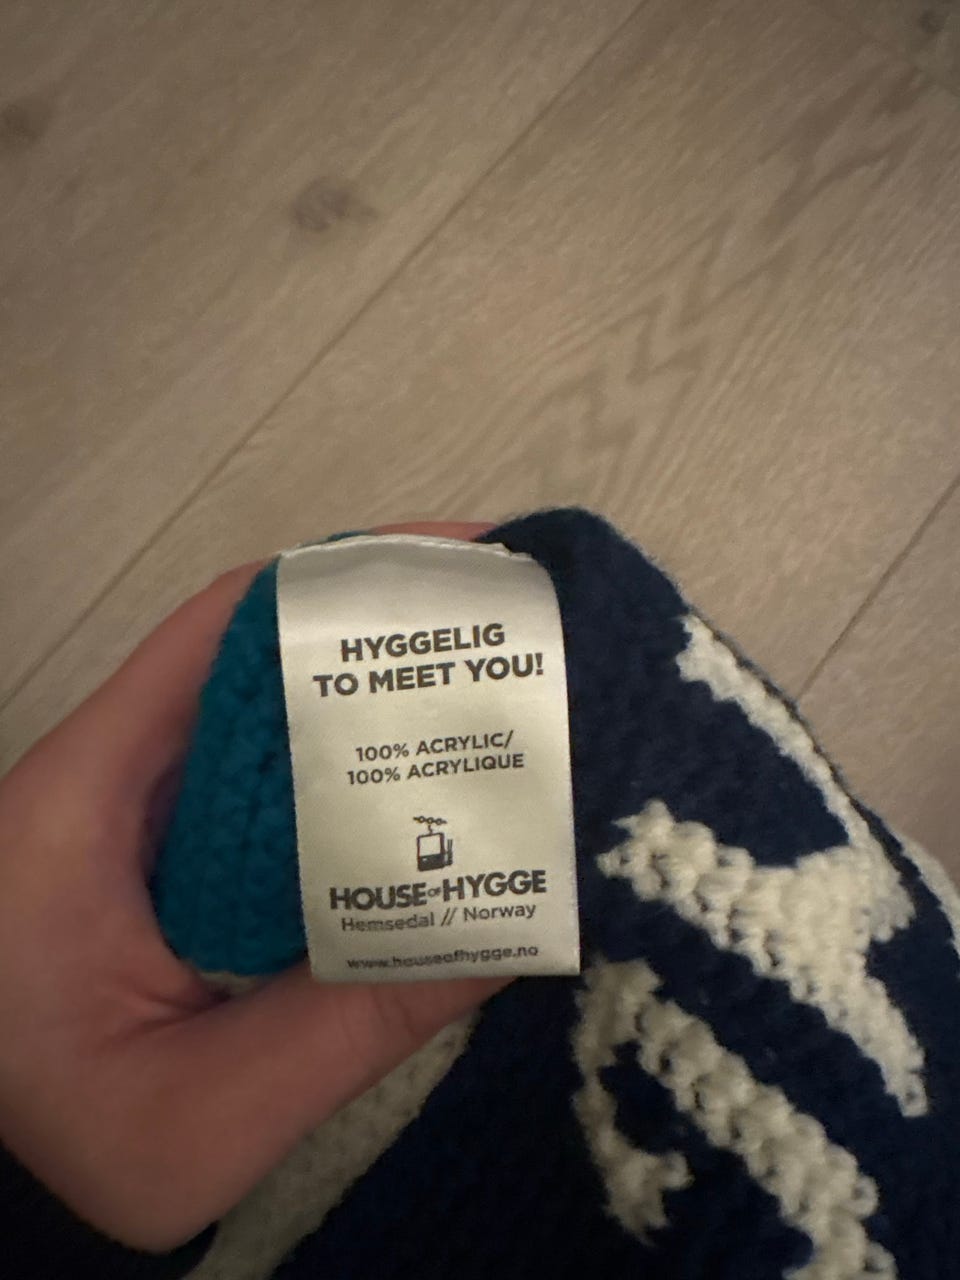 HYGGELIG
TO MEET YOU!
100% ACRYLIC/
100% ACRYLIQUE
HOUSE OF HYGGE
Hemsedal // Norway
www.houseofhygge.no